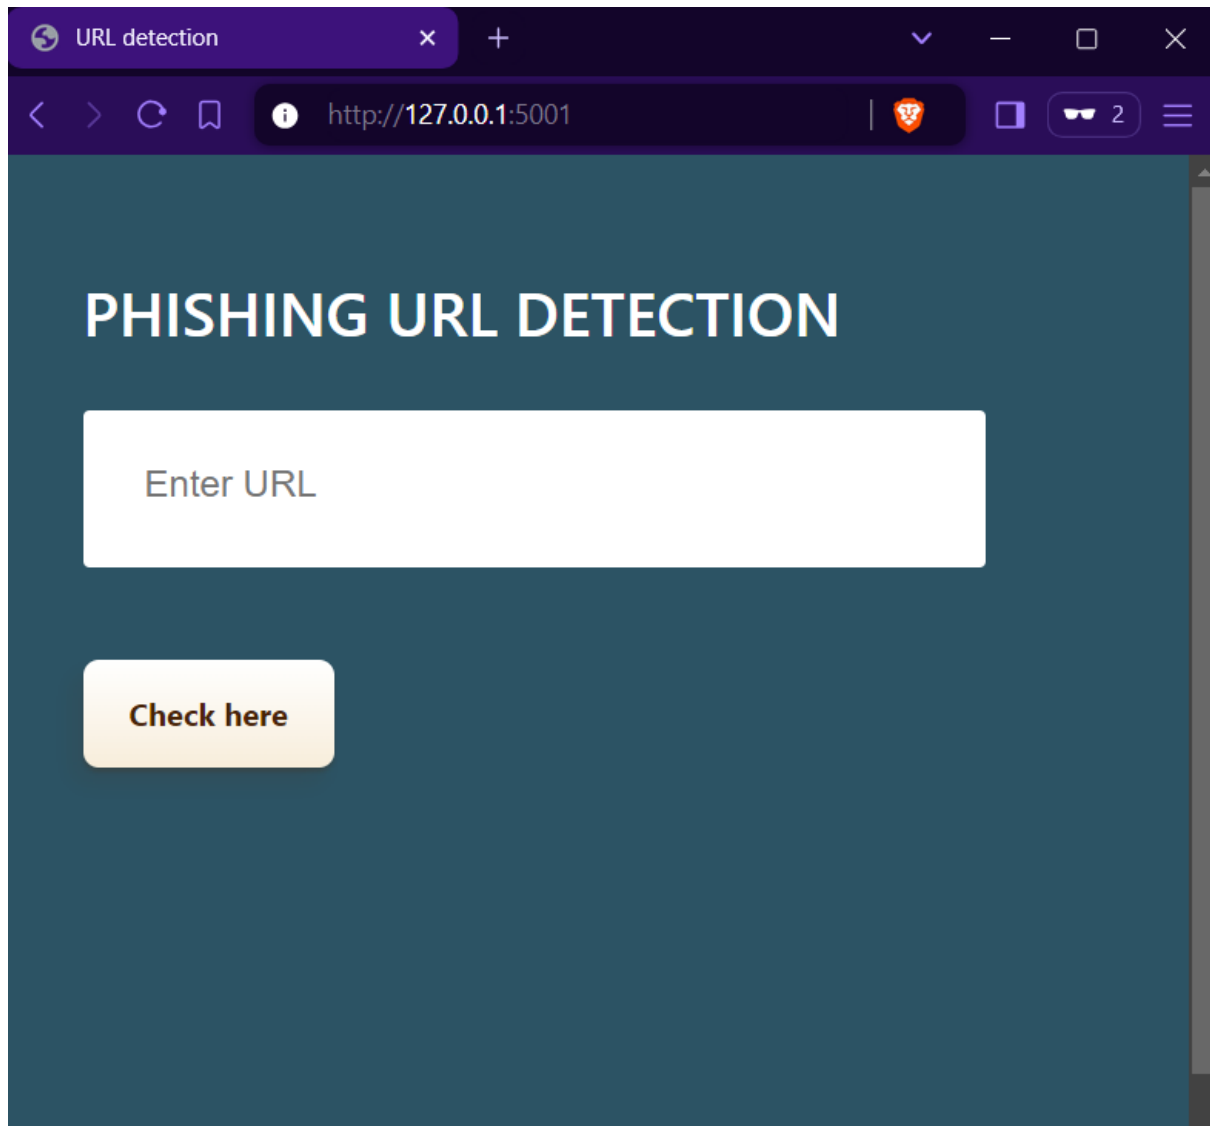 URL detection
http://127.0.0.1:5001
2
PHISHING URL DETECTION
Enter URL
Check here